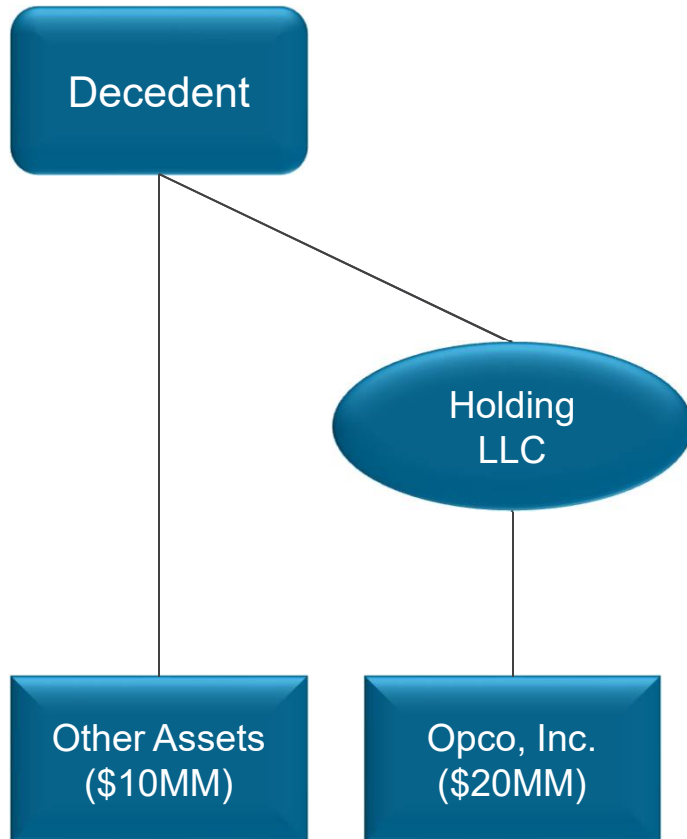 Decedent
Holding
LLC
Other Assets
($10MM)
Opco, Inc.
($20MM)